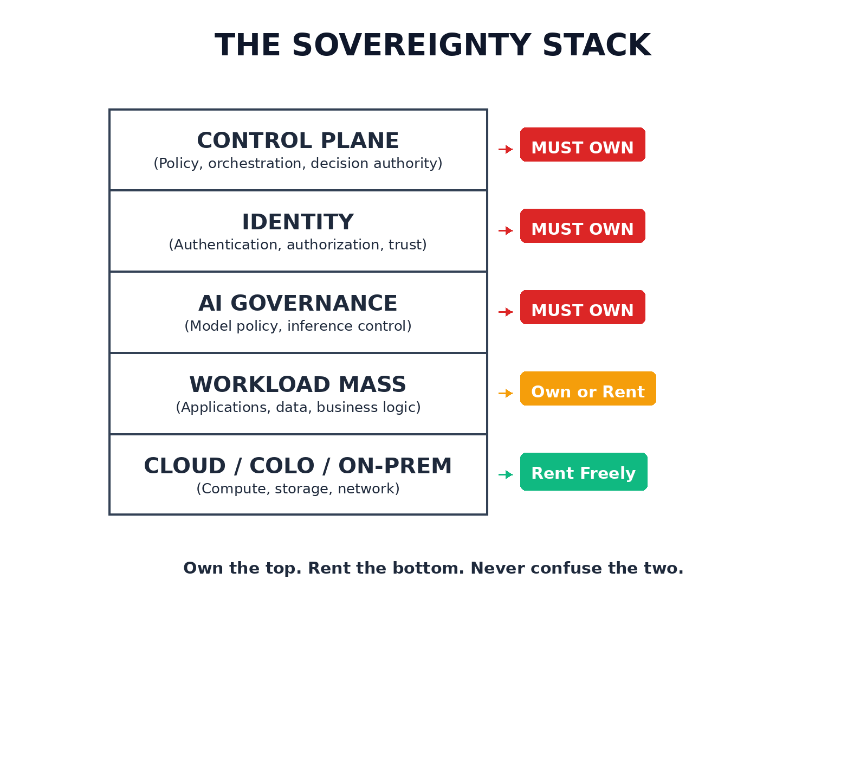 THE SOVEREIGNTY STACK
CONTROL PLANE
(Policy, orchestration, decision authority)
MUST OWN
IDENTITY
(Authentication, authorization, trust)
MUST OWN
AI GOVERNANCE
(Model policy, inference control)
MUST OWN
WORKLOAD MASS
(Applications, data, business logic)
Own or Rent
CLOUD / COLO / ON-PREM
(Compute, storage, network)
Rent Freely
Own the top. Rent the bottom. Never confuse the two.